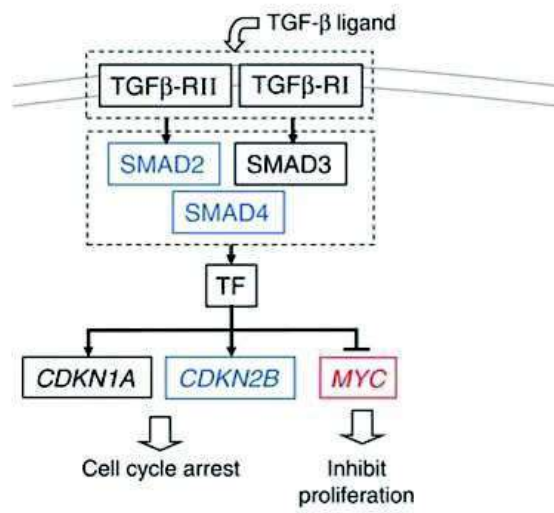 TGF-β ligand
TGFβ-RII
TGFβ-RI
SMAD2
SMAD3
SMAD4
TF
CDKN1A
CDKN2B
MYC
Cell cycle arrest
Inhibit
proliferation